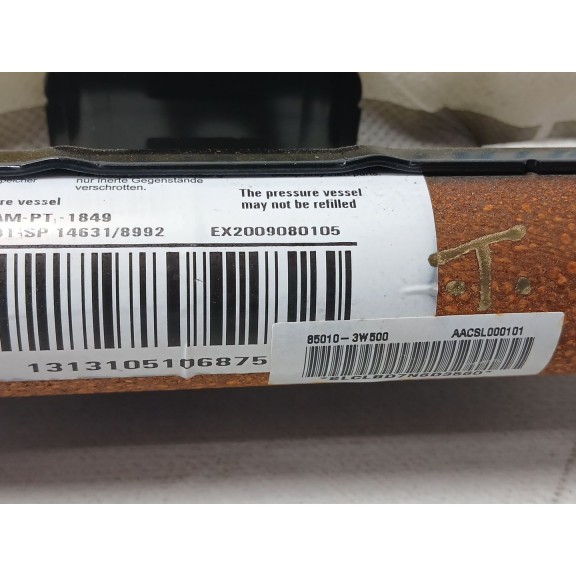 nur inerte Gegenstände
verschrotten.
re vessel
The pressure vessel
may not be refilled
AM-PT,-1849
SP 14631/8992
EX2009080105
1313105106875
85010-3W500
AACSL000101
T